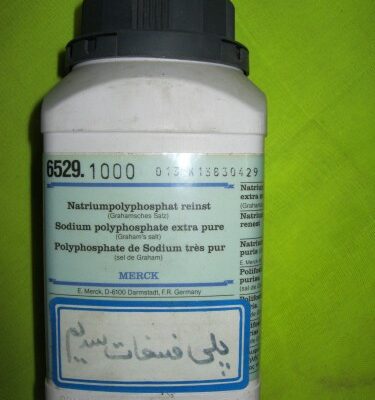 6529. 1000
Natriumpolyphosphat reinst
(Grahamsches Salz)
Sodium polyphosphate extra pure
(Graham's salt)
Polyphosphate de Sodium très pur
(sel de Graham)
MERCK
E. Merck, D-6100 Darmstadt, F.R. Germany
پلی فسفات سدیم